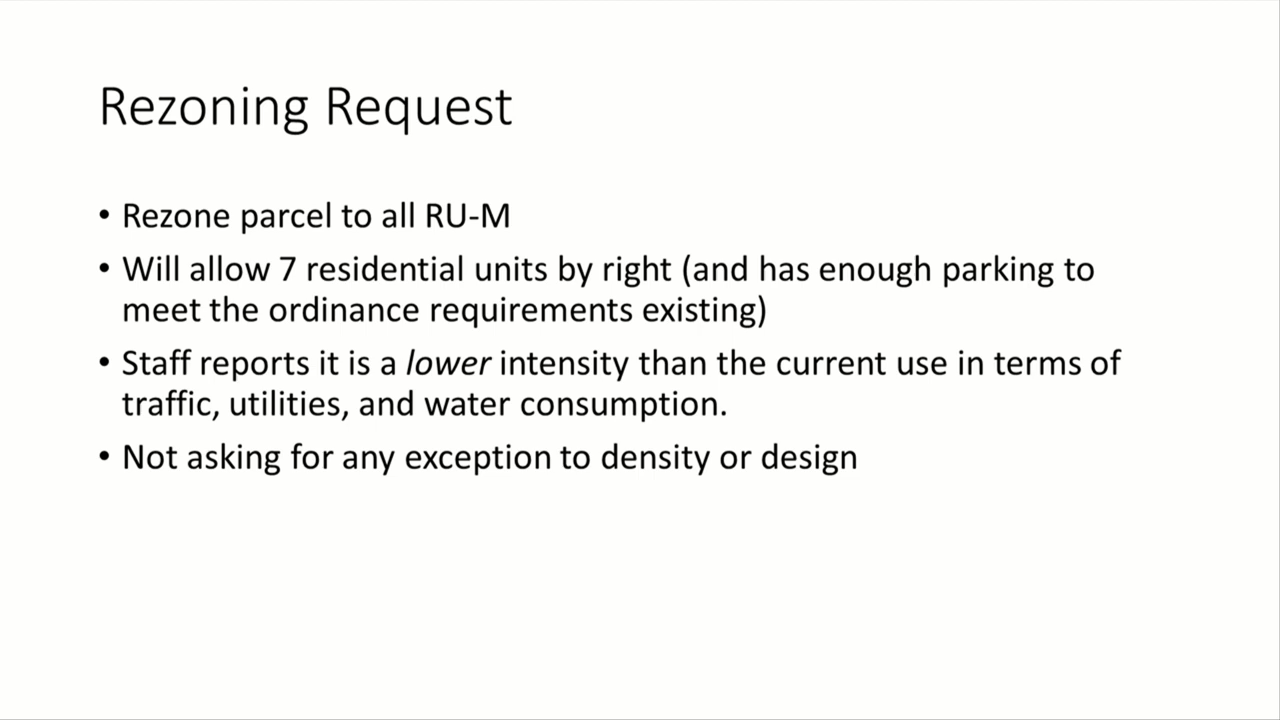 Rezoning Request
• Rezone parcel to all RU-M
• Will allow 7 residential units by right (and has enough parking to
meet the ordinance requirements existing)
• Staff reports it is a lower intensity than the current use in terms of
traffic, utilities, and water consumption.
• Not asking for any exception to density or design